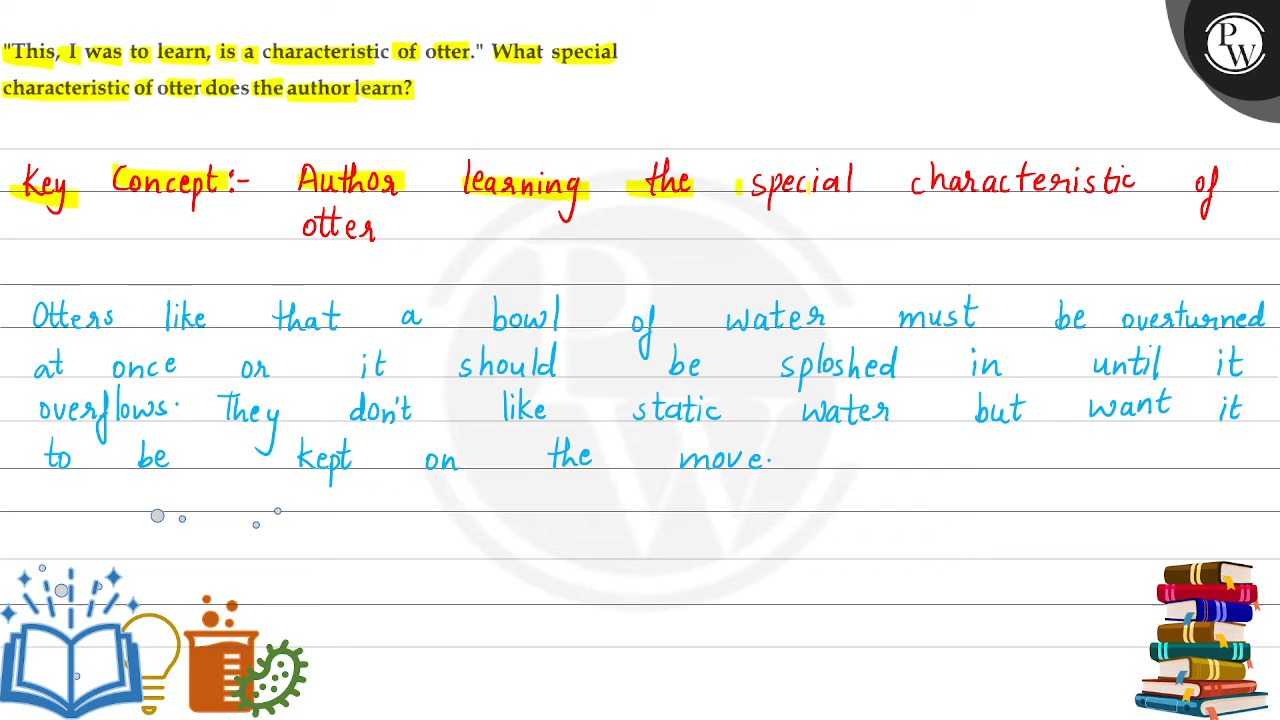 "This, I was to learn, is a characteristic of otter." What special
characteristic of otter does the author learn?
PW
Key Concept:- Author learning the special characteristic of
otter
Otters like that a bowl of water must be overturned
at once or it should be sploshed in until it
overflows. They don't like static water but want it
to be kept on the move.